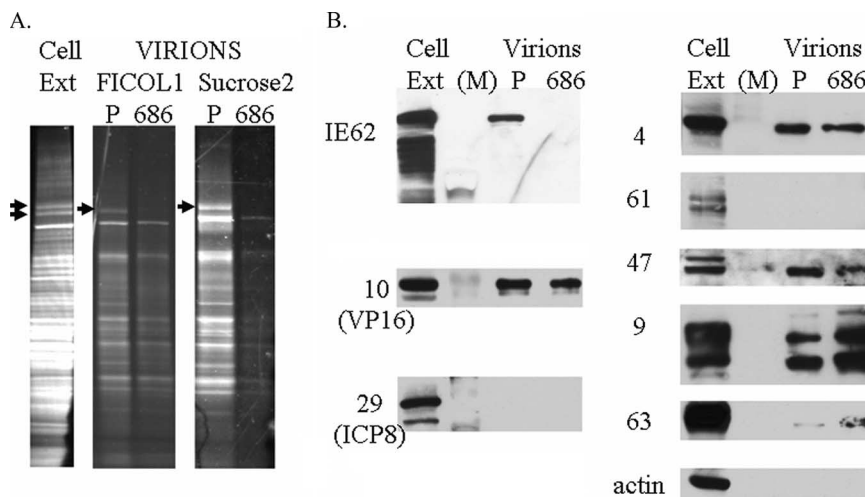 A.
Cell VIRIONS
Ext FICOL1 Sucrose2
P 686 P 686
B.
Cell Virions
Ext (M) P 686
IE62
10
(VP16)
29
(ICP8)
Cell Virions
Ext (M) P 686
4
61
47
9
63
actin